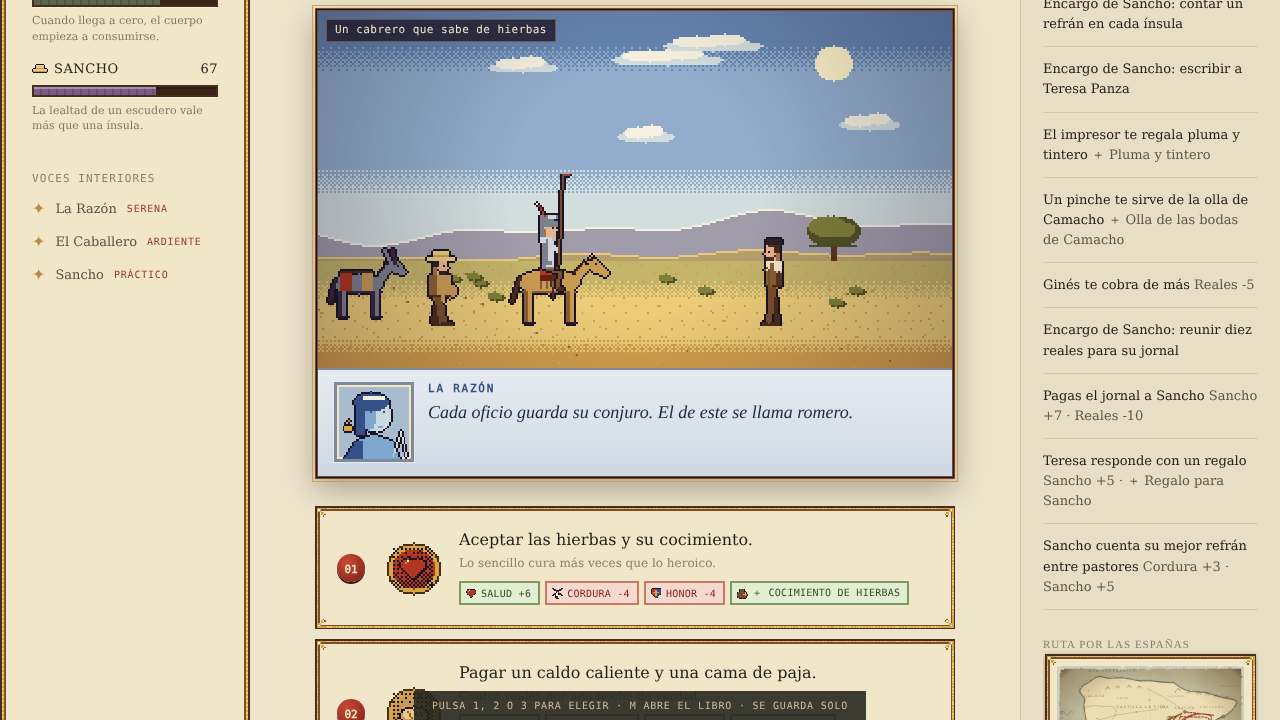 Cuando llega a cero, el cuerpo
empieza a consumirse.
SANCHO 67
La lealtad de un escudero vale
más que una ínsula.
VOCES INTERIORES
La Razón SERENA
El Caballero ARDIENTE
Sancho PRÁCTICO
Un cabrero que sabe de hierbas
LA RAZÓN
Cada oficio guarda su conjuro. El de este se llama romero.
01
Aceptar las hierbas y su cocimiento.
Lo sencillo cura más veces que lo heroico.
SALUD +6 CORDURA -4 HONOR -4 + COCIMIENTO DE HIERBAS
02
Pagar un caldo caliente y una cama de paja.
PULSA 1, 2 O 3 PARA ELEGIR · M ABRE EL LIBRO · SE GUARDA SOLO
Encargo de Sancho: contar un
refrán en cada ínsula
Encargo de Sancho: escribir a
Teresa Panza
El impresor te regala pluma y
tintero + Pluma y tintero
Un pinche te sirve de la olla de
Camacho + Olla de las bodas
de Camacho
Ginés te cobra de más Reales -5
Encargo de Sancho: reunir diez
reales para su jornal
Pagas el jornal a Sancho Sancho
+7 · Reales -10
Teresa responde con un regalo
Sancho +5 · + Regalo para
Sancho
Sancho cuenta su mejor refrán
entre pastores Cordura +3 ·
Sancho +5
RUTA POR LAS ESPAÑAS